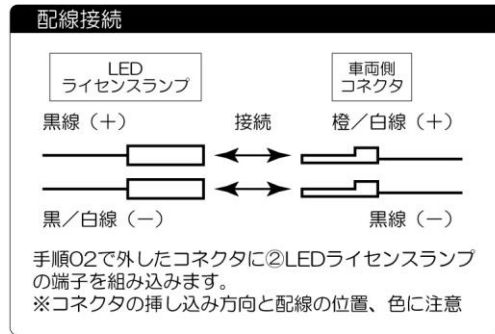 配線接続
LED
ライセンスランプ
車両側
コネクタ
黒線（＋）
接続
橙／白線（＋）
黒／白線（－）
黒線（－）
手順02で外したコネクタに②LEDライセンスランプ
の端子を組み込みます。
※コネクタの挿し込み方向と配線の位置、色に注意